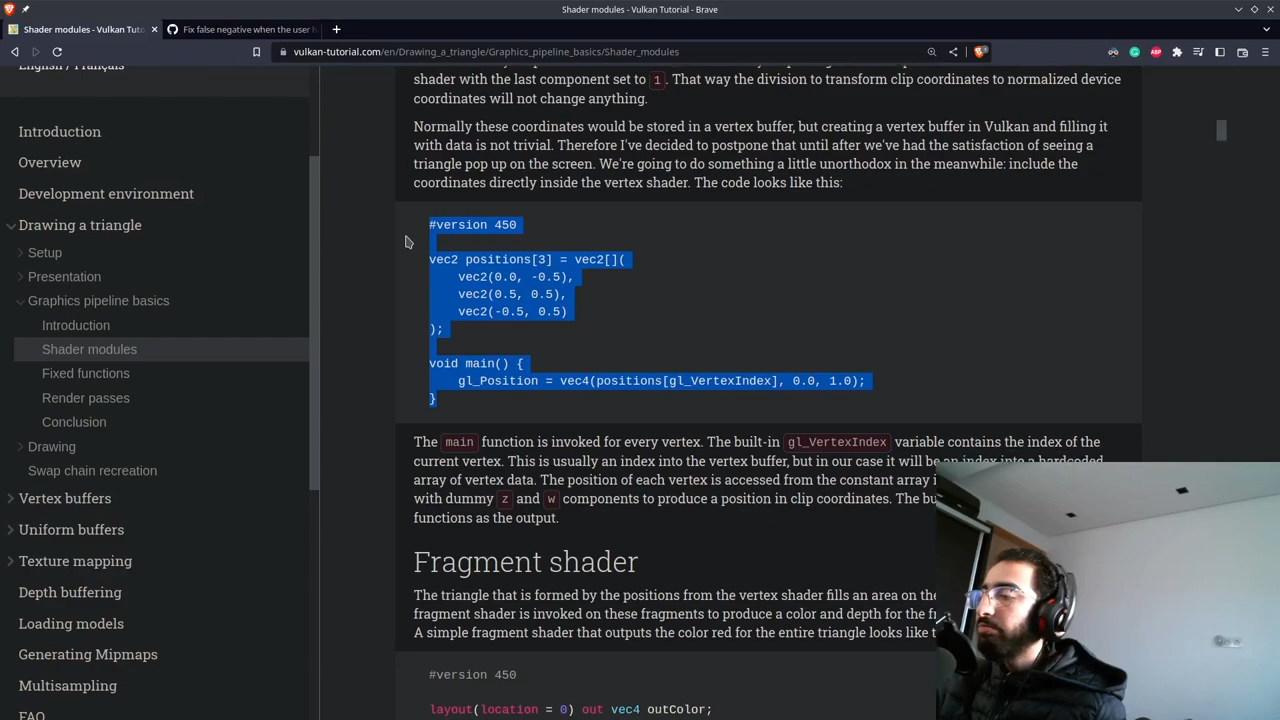 Shader modules - Vulkan Tutorial - Brave
Shader modules - Vulkan Tuto
Fix false negative when the user h
vulkan-tutorial.com/en/Drawing_a_triangle/Graphics_pipeline_basics/Shader_modules
English / Français
Introduction
Overview
Development environment
Drawing a triangle
Setup
Presentation
Graphics pipeline basics
Introduction
Shader modules
Fixed functions
Render passes
Conclusion
Drawing
Swap chain recreation
Vertex buffers
Uniform buffers
Texture mapping
Depth buffering
Loading models
Generating Mipmaps
Multisampling
FAQ
shader with the last component set to 1. That way the division to transform clip coordinates to normalized device
coordinates will not change anything.
Normally these coordinates would be stored in a vertex buffer, but creating a vertex buffer in Vulkan and filling it
with data is not trivial. Therefore I've decided to postpone that until after we've had the satisfaction of seeing a
triangle pop up on the screen. We're going to do something a little unorthodox in the meanwhile: include the
coordinates directly inside the vertex shader. The code looks like this:
#version 450
vec2 positions[3] = vec2[](
vec2(0.0, -0.5),
vec2(0.5, 0.5),
vec2(-0.5, 0.5)
);
void main() {
gl_Position = vec4(positions[gl_VertexIndex], 0.0, 1.0);
}
The main function is invoked for every vertex. The built-in gl_VertexIndex variable contains the index of the
current vertex. This is usually an index into the vertex buffer, but in our case it will be an index into a hardcoded
array of vertex data. The position of each vertex is accessed from the constant array
with dummy z and w components to produce a position in clip coordinates. The bu
functions as the output.
Fragment shader
The triangle that is formed by the positions from the vertex shader fills an area on the
fragment shader is invoked on these fragments to produce a color and depth for the
A simple fragment shader that outputs the color red for the entire triangle looks like
#version 450
layout(location = 0) out vec4 outColor;